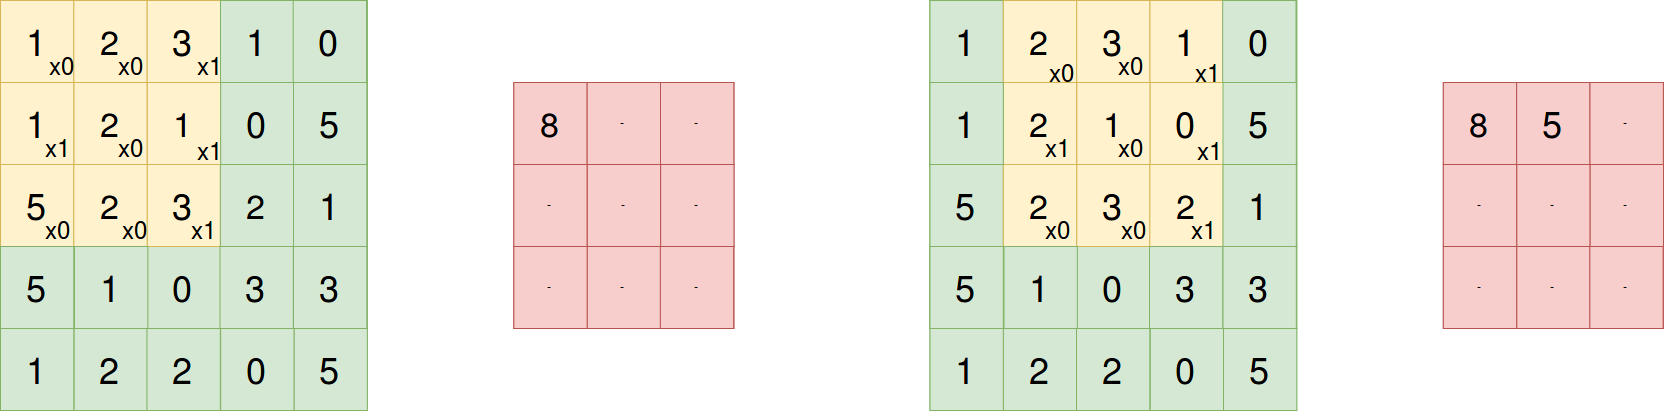 1 x0 2 x0 3 x1 1 0
1 x1 2 x0 1 x1 0 5
5 x0 2 x0 3 x1 2 1
5 1 0 3 3
1 2 2 0 5
8 - -
- - -
- - -
1 2 x0 3 x0 1 x1 0
1 2 x1 1 x0 0 x1 5
5 2 x0 3 x0 2 x1 1
5 1 0 3 3
1 2 2 0 5
8 5 -
- - -
- - -